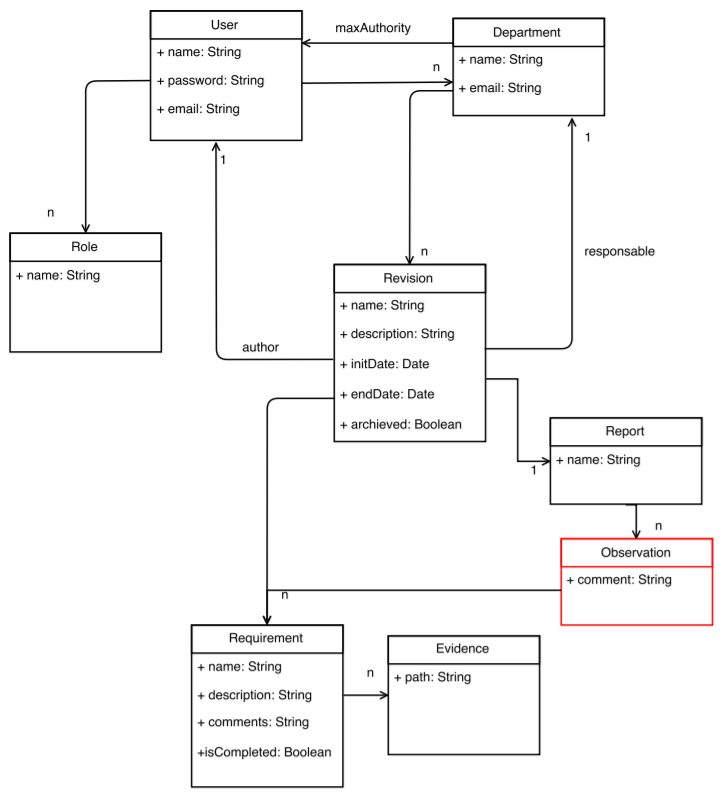 User
+ name: String
+ password: String
+ email: String
maxAuthority
Department
+ name: String
+ email: String
n
n
1
1
Role
+ name: String
n
responsable
Revision
+ name: String
+ description: String
+ initDate: Date
+ endDate: Date
+ archieved: Boolean
author
Report
+ name: String
1
n
Observation
+ comment: String
n
Requirement
+ name: String
+ description: String
+ comments: String
+isCompleted: Boolean
n
Evidence
+ path: String